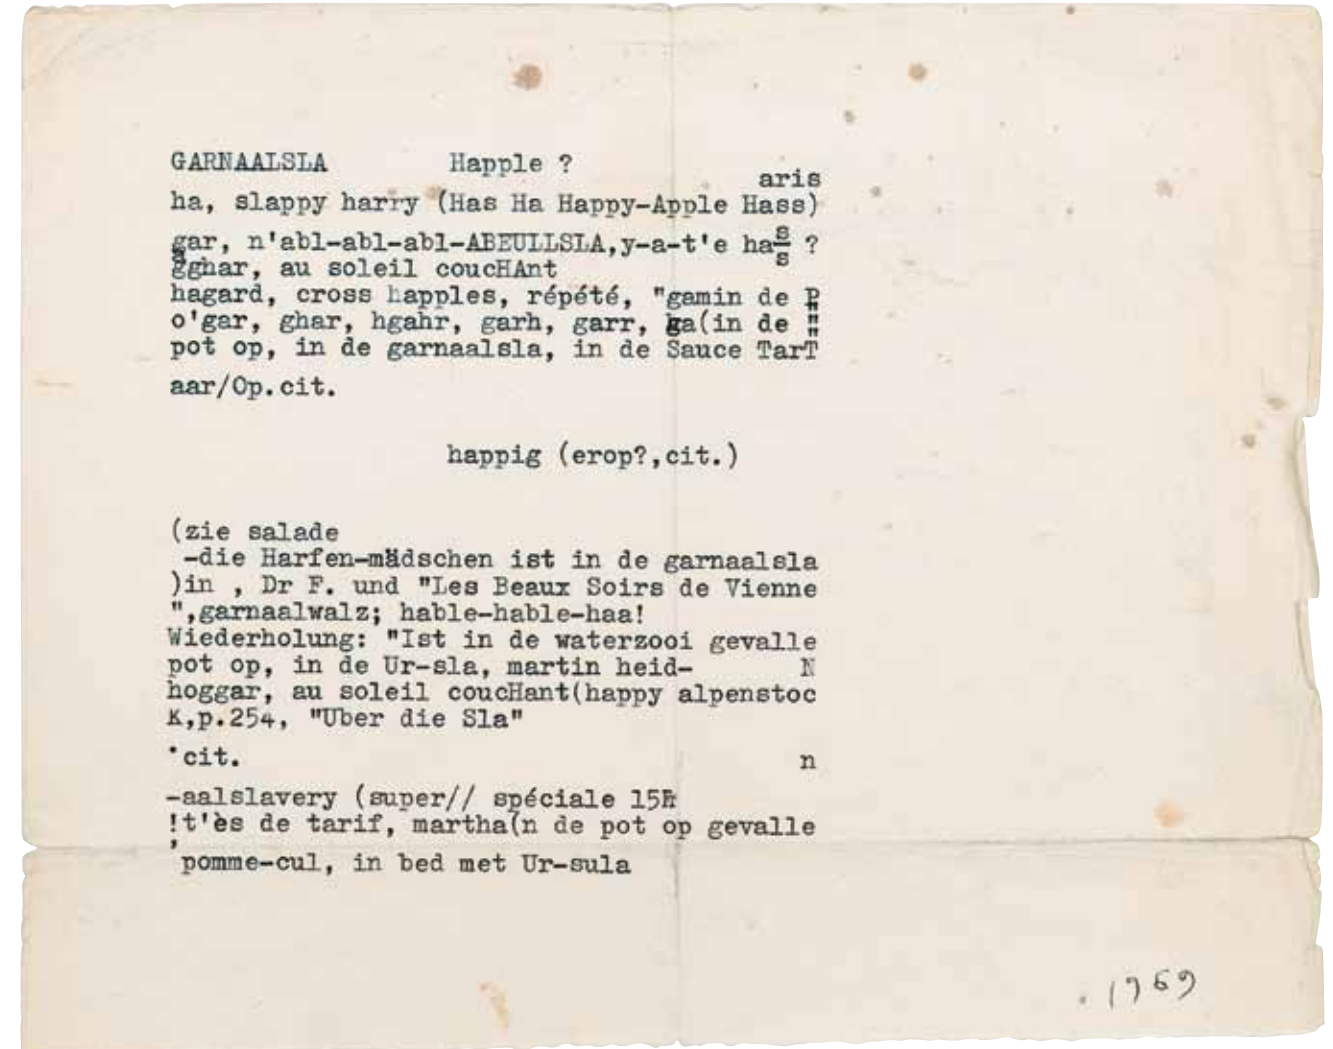 GARNAALSLA Happle ?
aris
ha, slappy harry (Has Ha Happy-Apple Hass)
gar, n'abl-abl-abl-ABEULLSLA,y-a-t'e ha s/s ?
gghar, au soleil coucHAnt
hagard, cross happles, répété, "gamin de P
o'gar, ghar, hgahr, garh, garr, ga(in de "
pot op, in de garnaalsla, in de Sauce TarT
aar/Op.cit.
happig (erop?,cit.)
(zie salade
-die Harfen-mädschen ist in de garnaalsla
)in , Dr F. und "Les Beaux Soirs de Vienne
",garnaalwalz; hable-hable-haa!
Wiederholung: "Ist in de waterzooi gevalle
pot op, in de Ur-sla, martin heid- N
hoggar, au soleil coucHant(happy alpenstoc
K,p.254, "Uber die Sla"
'cit. n
-aalslavery (super// spéciale 15
!t'ès de tarif, martha(n de pot op gevalle
,
pomme-cul, in bed met Ur-sula
. 1969